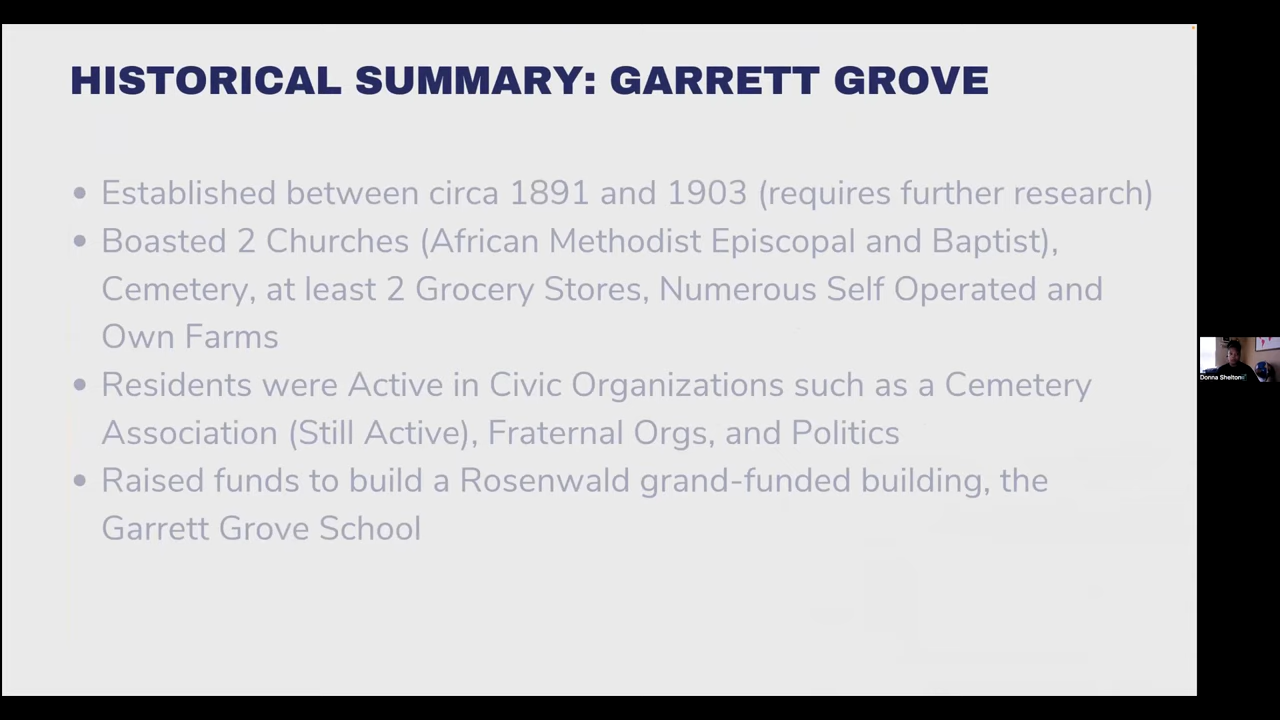 HISTORICAL SUMMARY: GARRETT GROVE
• Established between circa 1891 and 1903 (requires further research)
• Boasted 2 Churches (African Methodist Episcopal and Baptist),
Cemetery, at least 2 Grocery Stores, Numerous Self Operated and
Own Farms
• Residents were Active in Civic Organizations such as a Cemetery
Association (Still Active), Fraternal Orgs, and Politics
• Raised funds to build a Rosenwald grand-funded building, the
Garrett Grove School
Donna Shelton